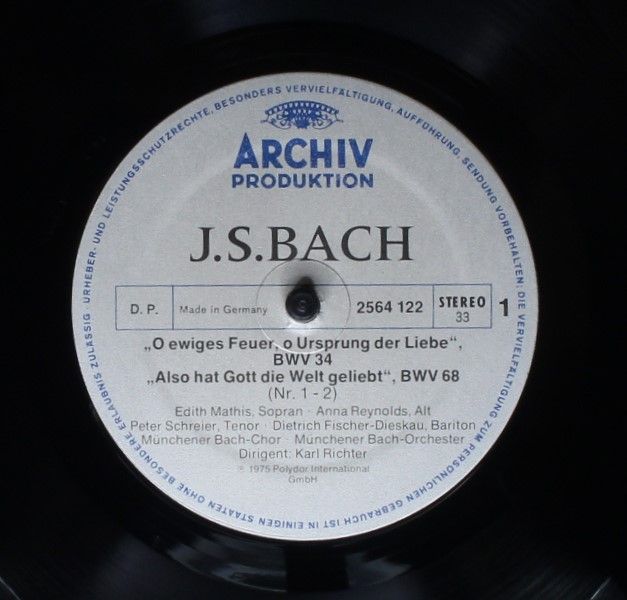 URHEBER- UND LEISTUNGSSCHUTZRECHTE, BESONDERS VERVIELFÄLTIGUNG, AUFFÜHRUNG, SENDUNG VORBEHALTEN: DIE VERVIELFÄLTIGUNG ZUM PERSÖNLICHEN GEBRAUCH IST IN EINIGEN STAATEN OHNE BESONDERE ERLAUBNIS ZULÄSSIG ·
ARCHIV
PRODUKTION
J.S.BACH
D. P. Made in Germany 2564 122 STEREO 33 1
„O ewiges Feuer, o Ursprung der Liebe“,
BWV 34
„Also hat Gott die Welt geliebt“, BWV 68
(Nr. 1 - 2)
Edith Mathis, Sopran · Anna Reynolds, Alt
Peter Schreier, Tenor · Dietrich Fischer-Dieskau, Bariton
Münchener Bach-Chor · Münchener Bach-Orchester
Dirigent: Karl Richter
℗ 1975 Polydor International
GmbH